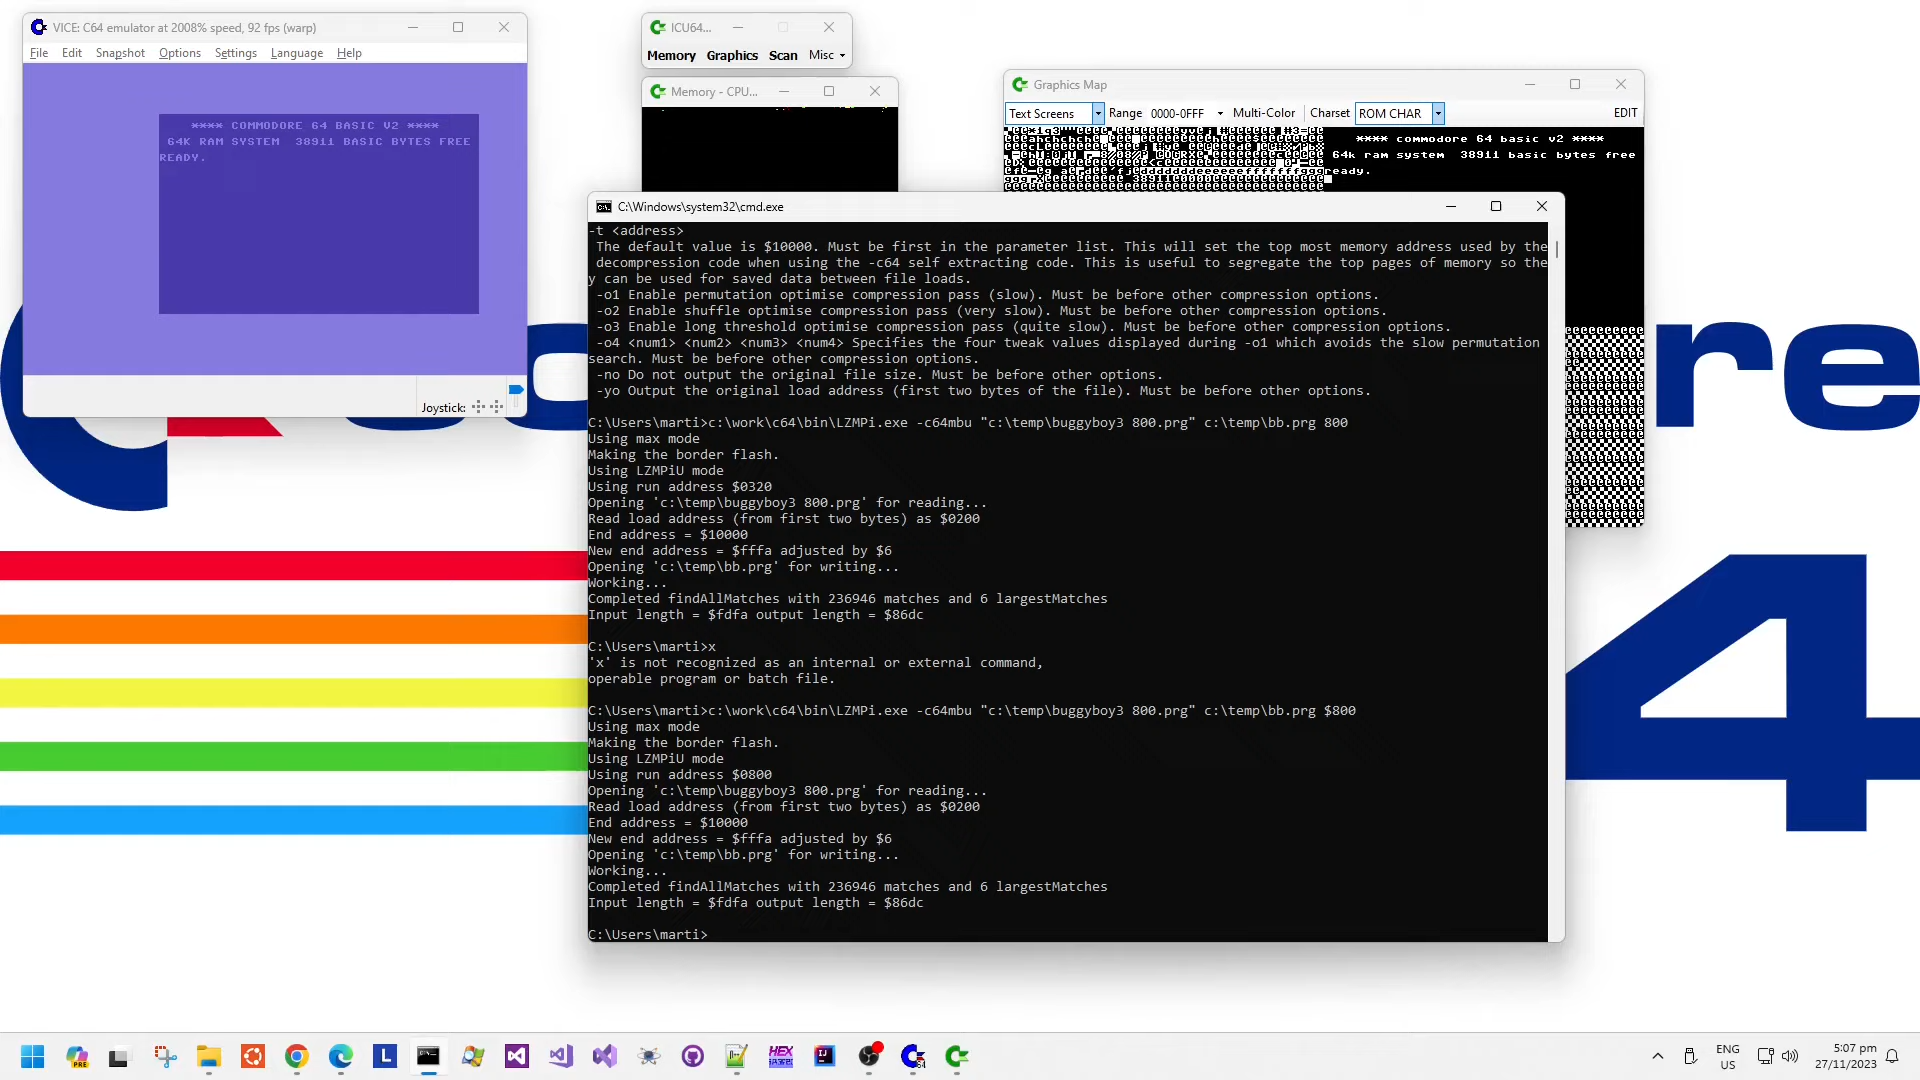 VICE: C64 emulator at 2008% speed, 92 fps (warp)
File Edit Snapshot Options Settings Language Help
**** COMMODORE 64 BASIC V2 ****
64K RAM SYSTEM 38911 BASIC BYTES FREE
READY.
Joystick:
ICU64...
Memory Graphics Scan Misc
Memory - CPU...
Graphics Map
Text Screens Range 0000-0FFF Multi-Color Charset ROM CHAR EDIT
**** commodore 64 basic v2 ****
64k ram system 38911 basic bytes free
ready.
C:\Windows\system32\cmd.exe
-t <address>
The default value is $10000. Must be first in the parameter list. This will set the top most memory address used by the
decompression code when using the -c64 self extracting code. This is useful to segregate the top pages of memory so the
y can be used for saved data between file loads.
-o1 Enable permutation optimise compression pass (slow). Must be before other compression options.
-o2 Enable shuffle optimise compression pass (very slow). Must be before other compression options.
-o3 Enable long threshold optimise compression pass (quite slow). Must be before other compression options.
-o4 <num1> <num2> <num3> <num4> Specifies the four tweak values displayed during -o1 which avoids the slow permutation
search. Must be before other compression options.
-no Do not output the original file size. Must be before other options.
-yo Output the original load address (first two bytes of the file). Must be before other options.
C:\Users\marti>c:\work\c64\bin\LZMPi.exe -c64mbu "c:\temp\buggyboy3 800.prg" c:\temp\bb.prg 800
Using max mode
Making the border flash.
Using LZMPiU mode
Using run address $0320
Opening 'c:\temp\buggyboy3 800.prg' for reading...
Read load address (from first two bytes) as $0200
End address = $10000
New end address = $fffa adjusted by $6
Opening 'c:\temp\bb.prg' for writing...
Working...
Completed findAllMatches with 236946 matches and 6 largestMatches
Input length = $fdfa output length = $86dc
C:\Users\marti>x
'x' is not recognized as an internal or external command,
operable program or batch file.
C:\Users\marti>c:\work\c64\bin\LZMPi.exe -c64mbu "c:\temp\buggyboy3 800.prg" c:\temp\bb.prg $800
Using max mode
Making the border flash.
Using LZMPiU mode
Using run address $0800
Opening 'c:\temp\buggyboy3 800.prg' for reading...
Read load address (from first two bytes) as $0200
End address = $10000
New end address = $fffa adjusted by $6
Opening 'c:\temp\bb.prg' for writing...
Working...
Completed findAllMatches with 236946 matches and 6 largestMatches
Input length = $fdfa output length = $86dc
C:\Users\marti>
re
4
ENG
US
5:07 pm
27/11/2023